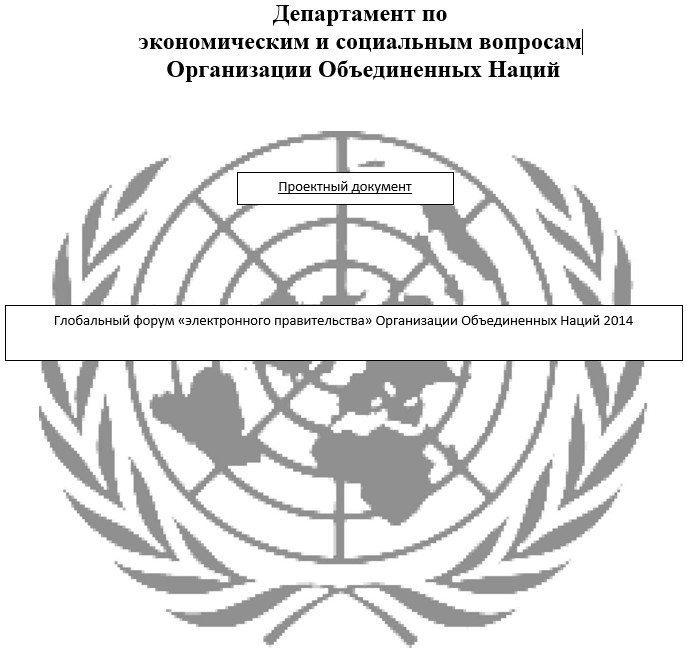 Департамент по
экономическим и социальным вопросам
Организации Объединенных Наций
Проектный документ
Глобальный форум «электронного правительства» Организации Объединенных Наций 2014